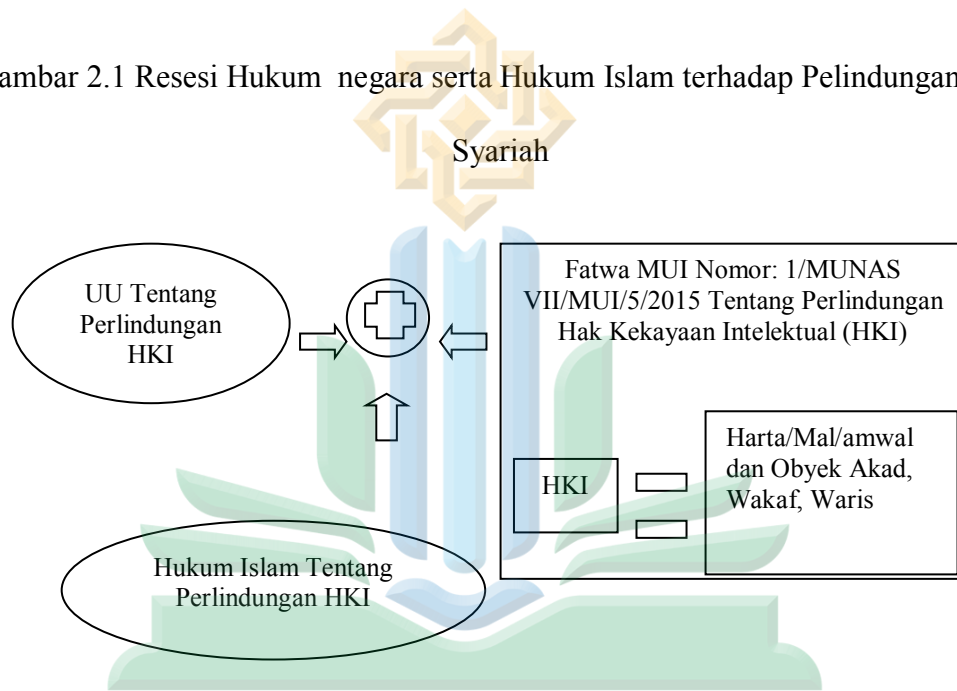 ambar 2.1 Resesi Hukum negara serta Hukum Islam terhadap Pelindungan
Syariah
UU Tentang
Perlindungan
HKI
Fatwa MUI Nomor: 1/MUNAS
VII/MUI/5/2015 Tentang Perlindungan
Hak Kekayaan Intelektual (HKI)
HKI
Harta/Mal/amwal
dan Obyek Akad,
Wakaf, Waris
Hukum Islam Tentang
Perlindungan HKI